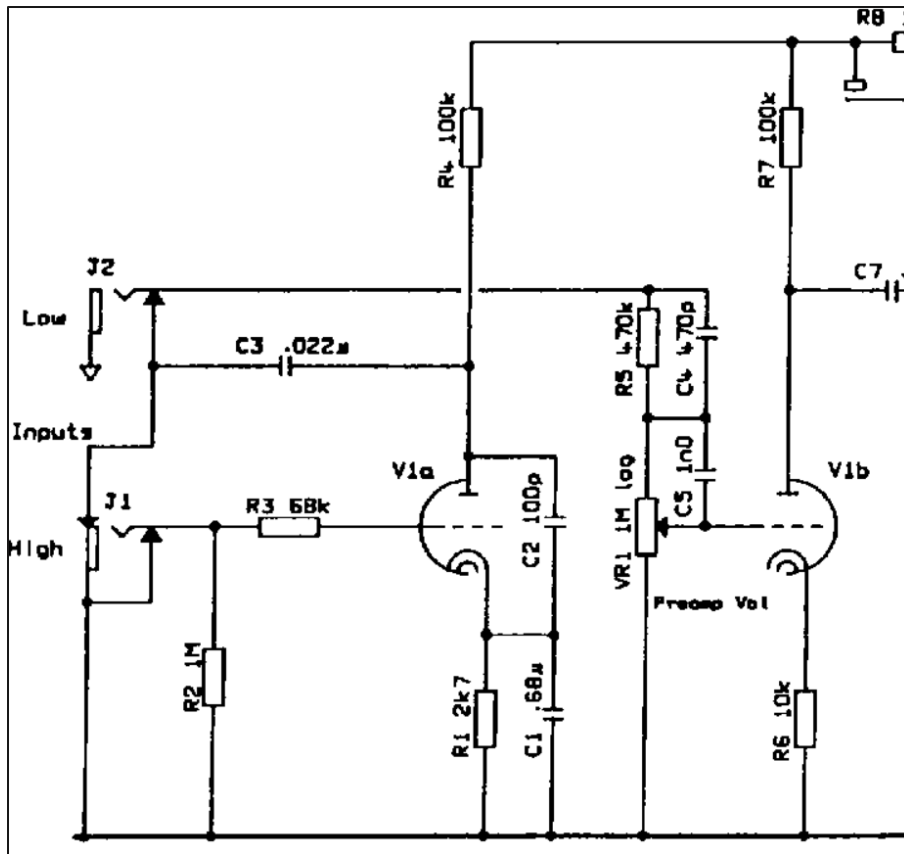 R8
R4 100k
R7 100k
J2
Low
C3 .022u
R5 470k
C4 470p
C7
Inputs
J1
High
R3 68k
V1a
C2 100p
VR1 1M log
C5 1n0
V1b
Preamp Vol
R2 1M
R1 2k7
C1 .68u
R6 10k